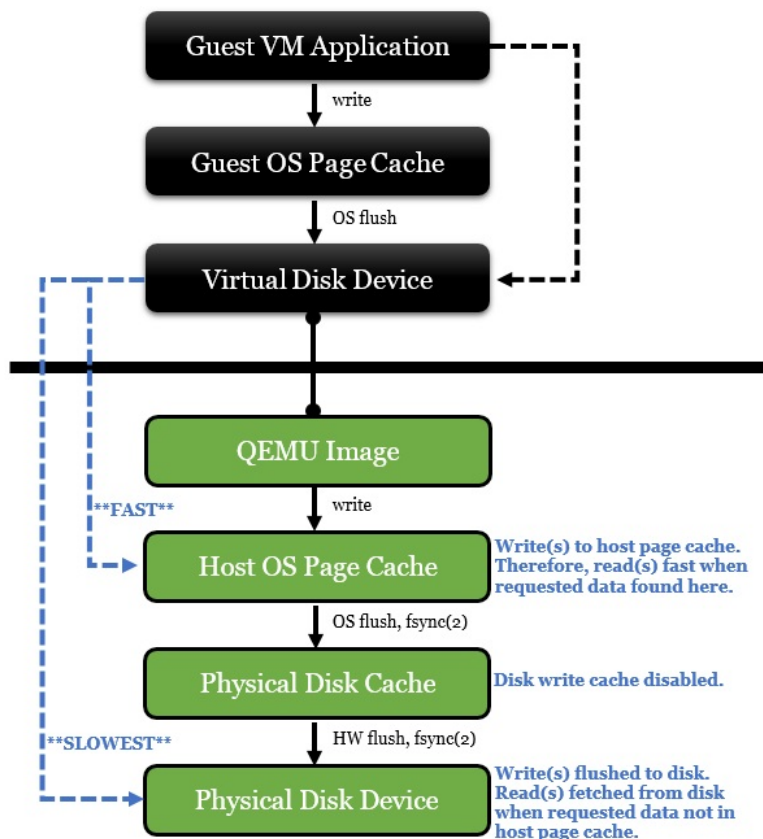 Guest VM Application
write
Guest OS Page Cache
OS flush
Virtual Disk Device
QEMU Image
write
**FAST**
Host OS Page Cache
Write(s) to host page cache.
Therefore, read(s) fast when
requested data found here.
OS flush, fsync(2)
Physical Disk Cache
Disk write cache disabled.
**SLOWEST**
HW flush, fsync(2)
Physical Disk Device
Write(s) flushed to disk.
Read(s) fetched from disk
when requested data not in
host page cache.